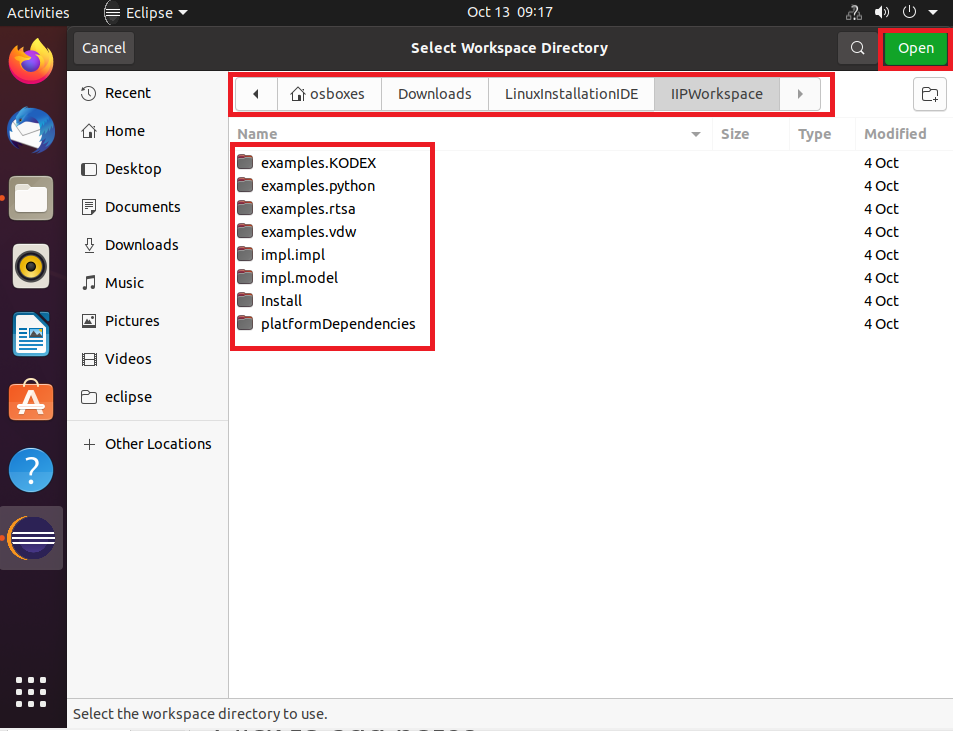 Activities Eclipse Oct 13 09:17
Cancel Select Workspace Directory Open
Recent
Home
Desktop
Documents
Downloads
Music
Pictures
Videos
eclipse
Other Locations
osboxes Downloads LinuxInstallationIDE IIPWorkspace
Name Size Type Modified
examples.KODEX 4 Oct
examples.python 4 Oct
examples.rtsa 4 Oct
examples.vdw 4 Oct
impl.impl 4 Oct
impl.model 4 Oct
Install 4 Oct
platformDependencies 4 Oct
Select the workspace directory to use.